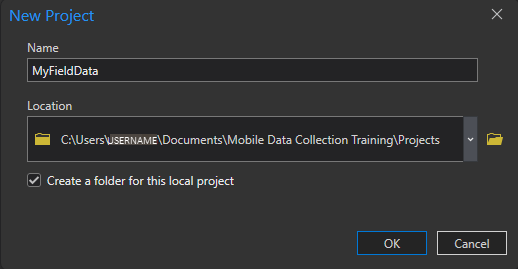 New Project
Name
MyFieldData
Location
C:\Users\USERNAME\Documents\Mobile Data Collection Training\Projects
Create a folder for this local project
OK Cancel